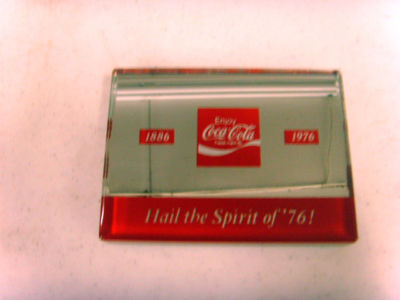 Enjoy
Coca-Cola
1886
1976
Hail the Spirit of '76!